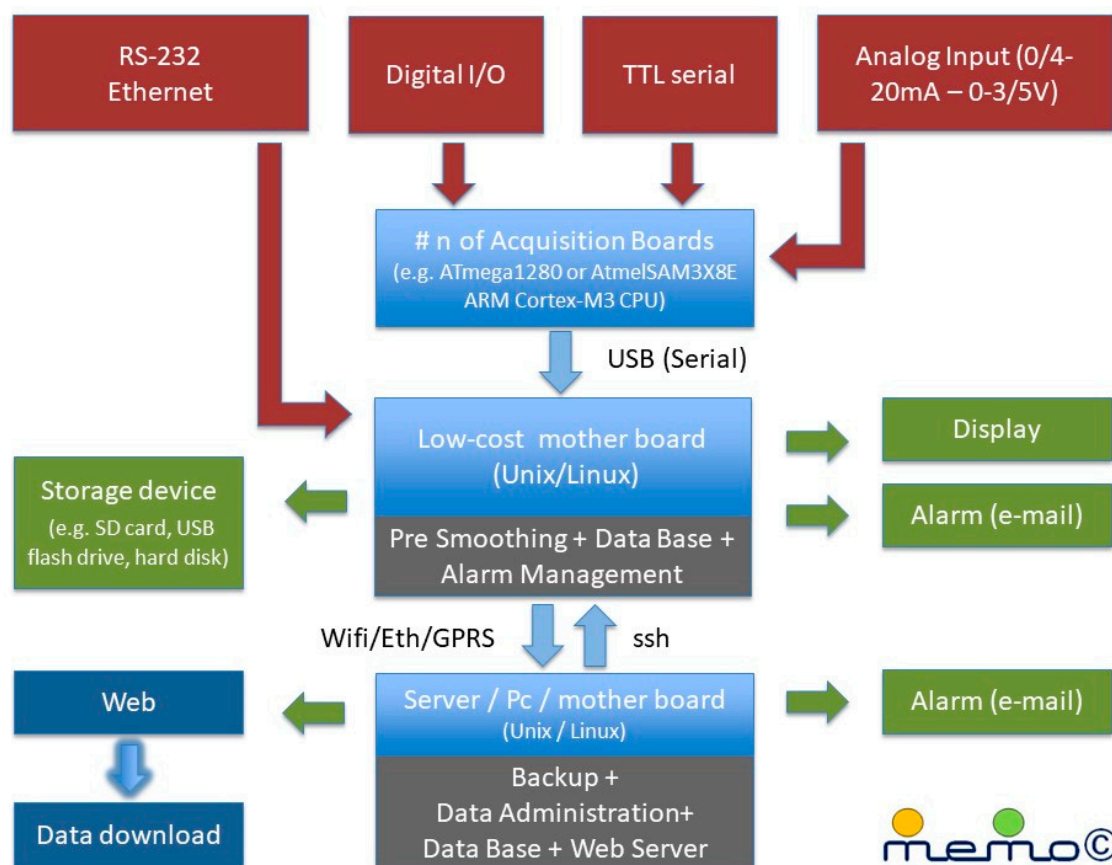 RS-232
Ethernet
Digital I/O
TTL serial
Analog Input (0/4-
20mA – 0-3/5V)
# n of Acquisition Boards
(e.g. ATmega1280 or AtmelSAM3X8E
ARM Cortex-M3 CPU)
USB (Serial)
Low-cost mother board
(Unix/Linux)
Pre Smoothing + Data Base +
Alarm Management
Display
Alarm (e-mail)
Storage device
(e.g. SD card, USB
flash drive, hard disk)
Wifi/Eth/GPRS
ssh
Web
Server / Pc / mother board
(Unix / Linux)
Alarm (e-mail)
Backup +
Data Administration+
Data Base + Web Server
Data download
memo©